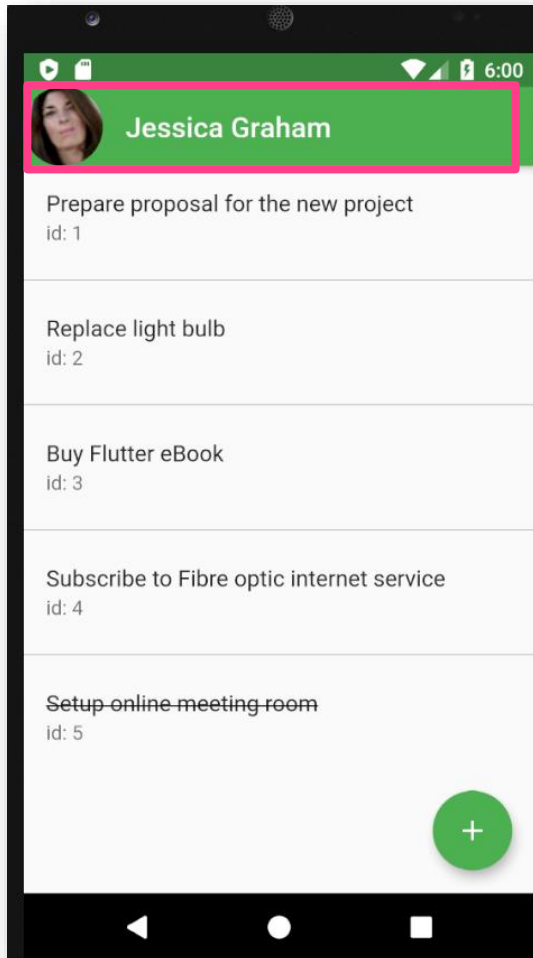 6:00
Jessica Graham
Prepare proposal for the new project
id: 1
Replace light bulb
id: 2
Buy Flutter eBook
id: 3
Subscribe to Fibre optic internet service
id: 4
Setup online meeting room
id: 5
+